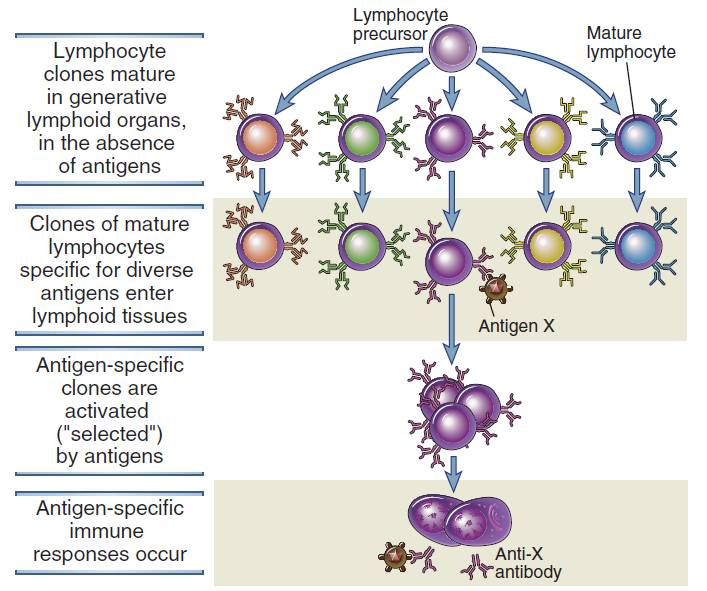 Lymphocyte
precursor
Mature
lymphocyte
Lymphocyte
clones mature
in generative
lymphoid organs,
in the absence
of antigens
Clones of mature
lymphocytes
specific for diverse
antigens enter
lymphoid tissues
Antigen X
Antigen-specific
clones are
activated
("selected")
by antigens
Antigen-specific
immune
responses occur
Anti-X
antibody